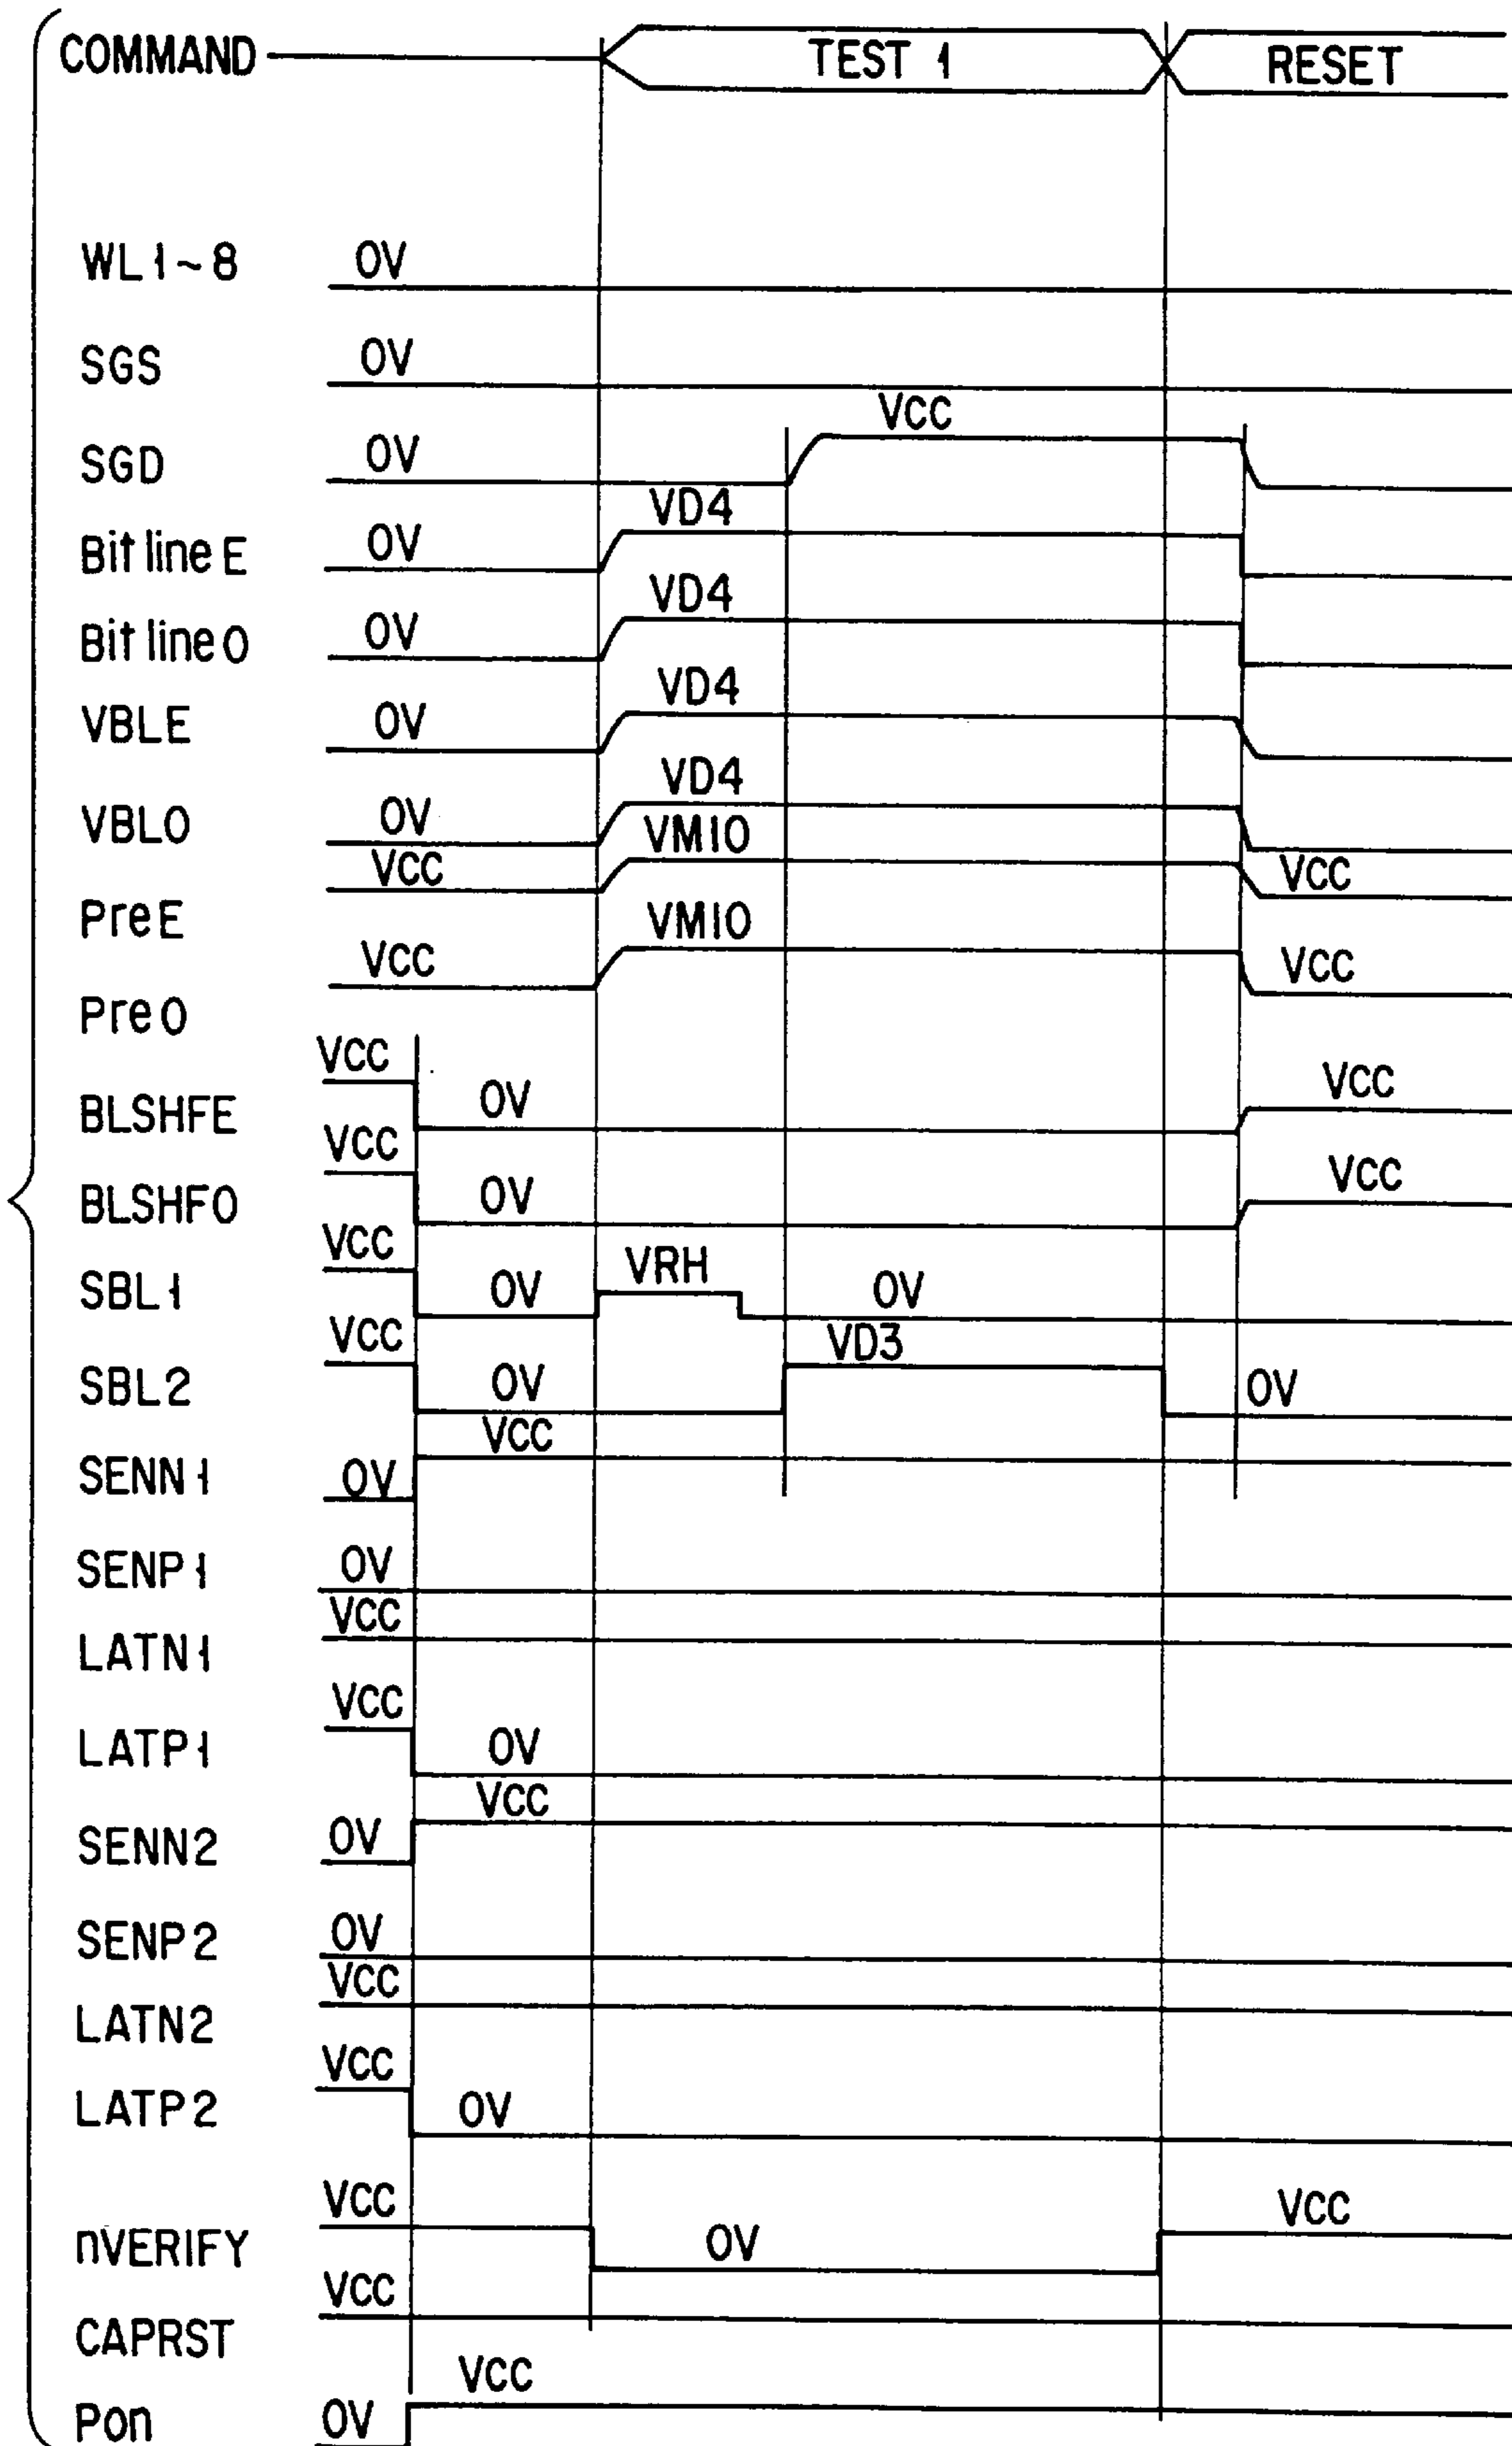 COMMAND TEST 1 RESET
WL1~8 0V
SGS 0V
VCC
SGD 0V
VD4
Bit line E 0V
VD4
Bit line O 0V
VD4
VBLE 0V
VD4
VBLO 0V
VM10
VCC VCC
PreE
VM10
VCC VCC
PreO
VCC
BLSHFE 0V VCC
VCC
BLSHFO 0V VCC
VCC VRH
SBL1 0V 0V
VCC VD3
SBL2 0V 0V
VCC
SENN1 0V
SENP1 0V
VCC
LATN1
VCC
LATP1 0V
VCC
SENN2 0V
SENP2 0V
VCC
LATN2
VCC
LATP2 0V
VCC VCC
nVERIFY 0V
VCC
CAPRST
VCC
Pon 0V